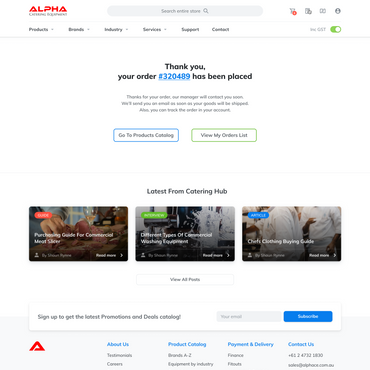 ALPHA
CATERING EQUIPMENT
Search entire store
Products
Brands
Industry
Services
Support
Contact
Inc GST
Thank you,
your order #320489 has been placed
Thanks for your order, our manager will contact you soon.
We'll send you an email as soon as your goods will be shipped.
Also, you can track the order in your account.
Go To Products Catalog
View My Orders List
Latest From Catering Hub
GUIDE
Purchasing Guide For Commercial
Meat Slicer
By Shaun Kyme
Read more
INTERVIEW
Different Types Of Commercial
Washing Equipment
By Shaun Kyme
Read more
ARTICLE
Chefs Clothing Buying Guide
By Shaun Kyme
Read more
View All Posts
Sign up to get the latest Promotions and Deals catalog!
Your email
Subscribe
About Us
Testimonials
Careers
Product Catalog
Brands A-Z
Equipment by industry
Payment & Delivery
Finance
Fitouts
Contact Us
+61 2 4732 1830
sales@alphace.com.au